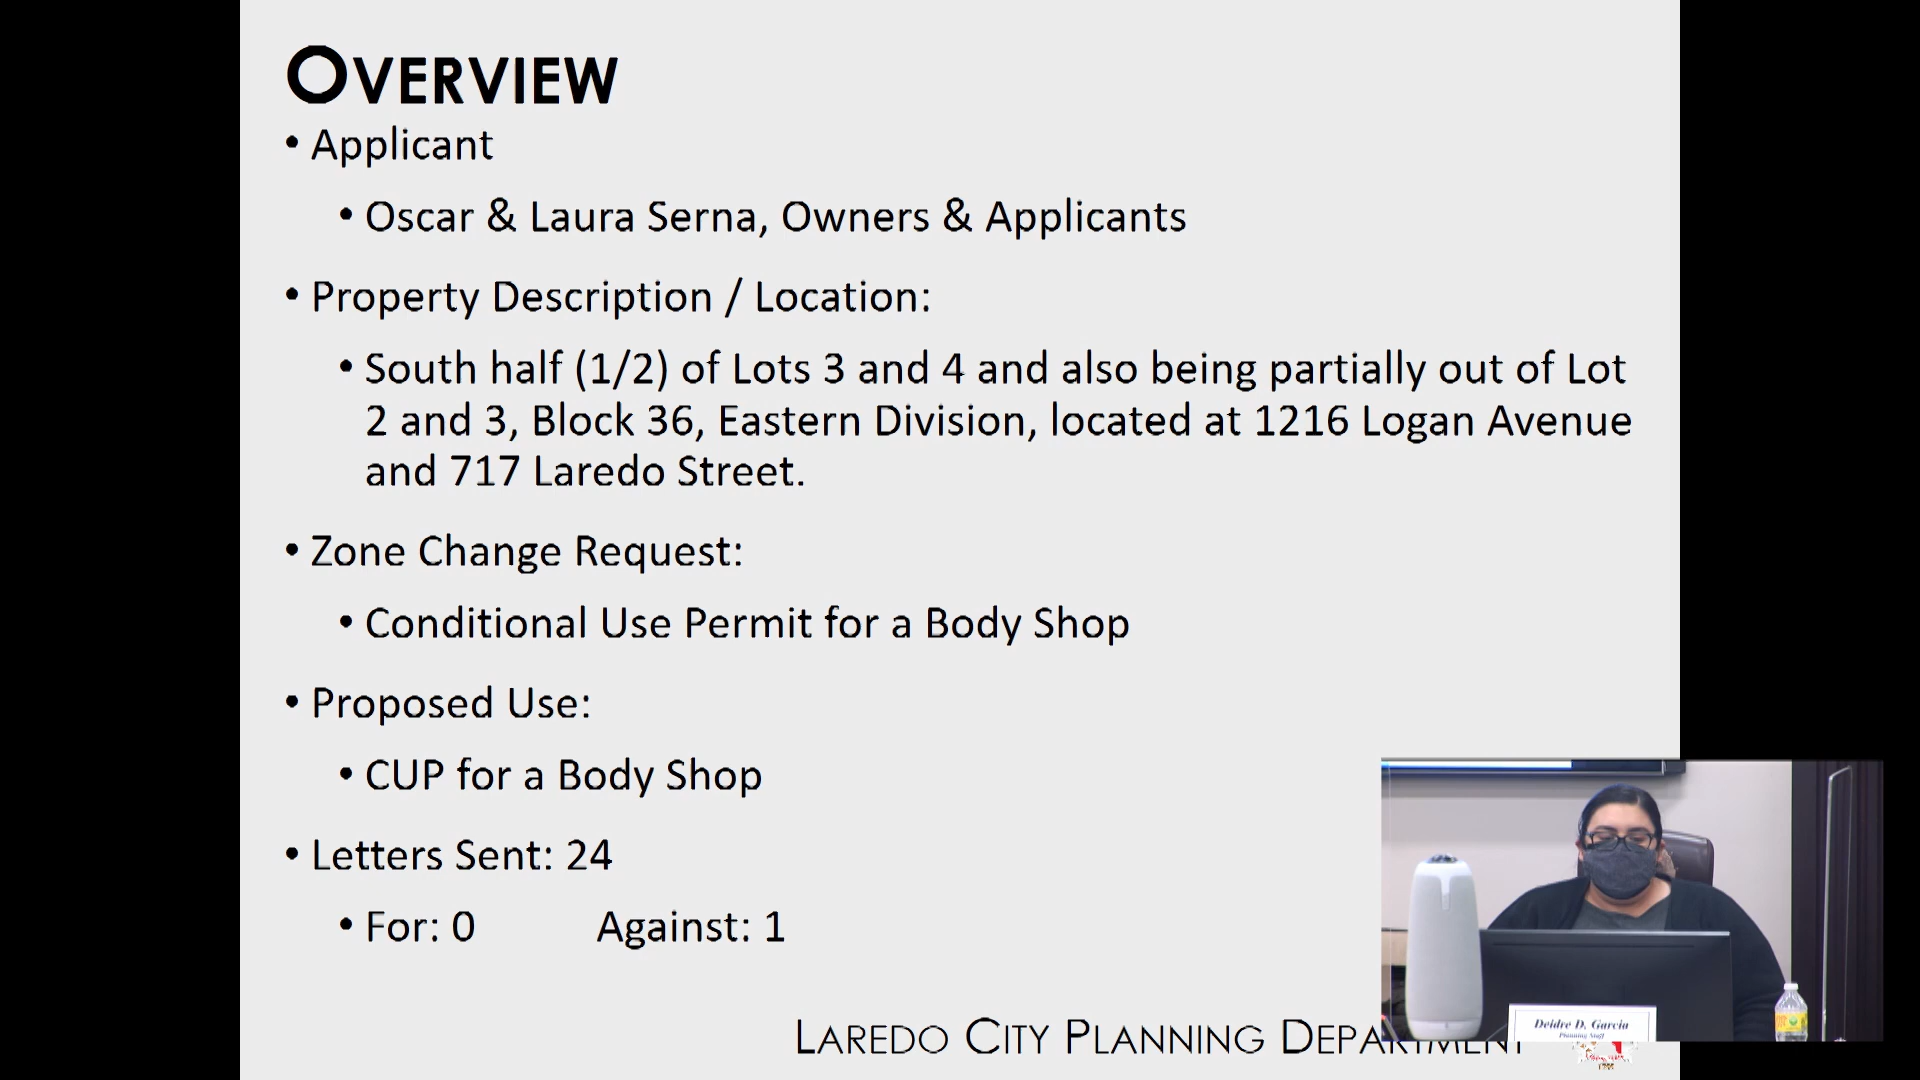 OVERVIEW
• Applicant
• Oscar & Laura Serna, Owners & Applicants
• Property Description / Location:
• South half (1/2) of Lots 3 and 4 and also being partially out of Lot
2 and 3, Block 36, Eastern Division, located at 1216 Logan Avenue
and 717 Laredo Street.
• Zone Change Request:
• Conditional Use Permit for a Body Shop
• Proposed Use:
• CUP for a Body Shop
• Letters Sent: 24
• For: 0 Against: 1
Deidre D. Garcia
Planning Staff
LAREDO CITY PLANNING DEPARTMENT